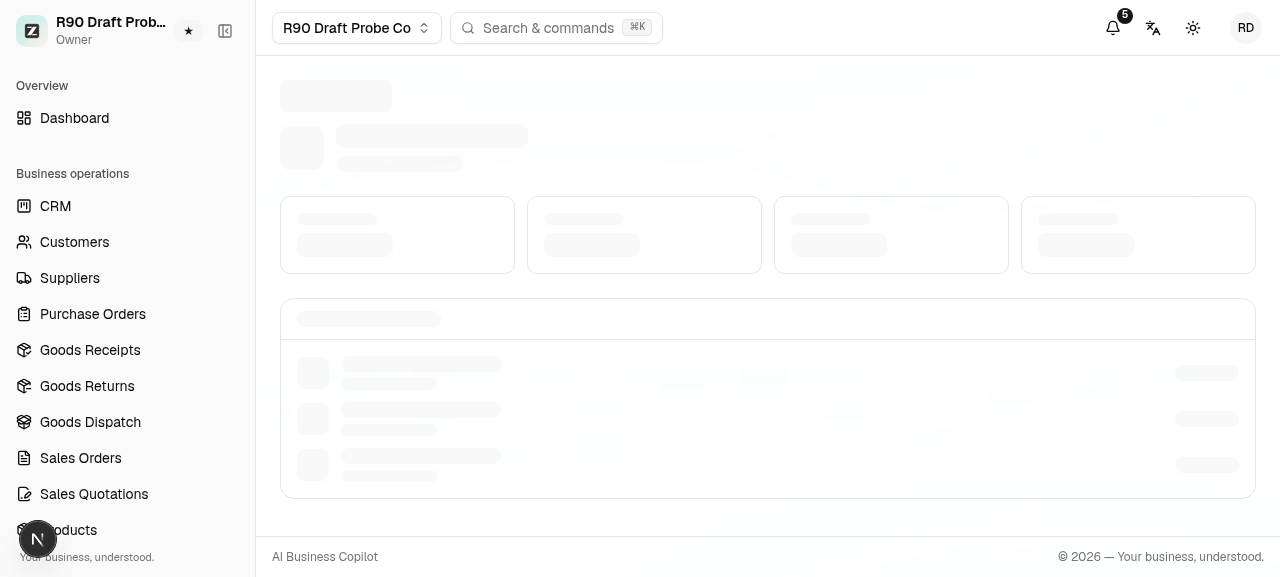 R90 Draft Prob...
Owner
★
Overview
Dashboard
Business operations
CRM
Customers
Suppliers
Purchase Orders
Goods Receipts
Goods Returns
Goods Dispatch
Sales Orders
Sales Quotations
oducts
Your business, understood.
R90 Draft Probe Co
Search & commands ⌘K
5
RD
AI Business Copilot
© 2026 — Your business, understood.